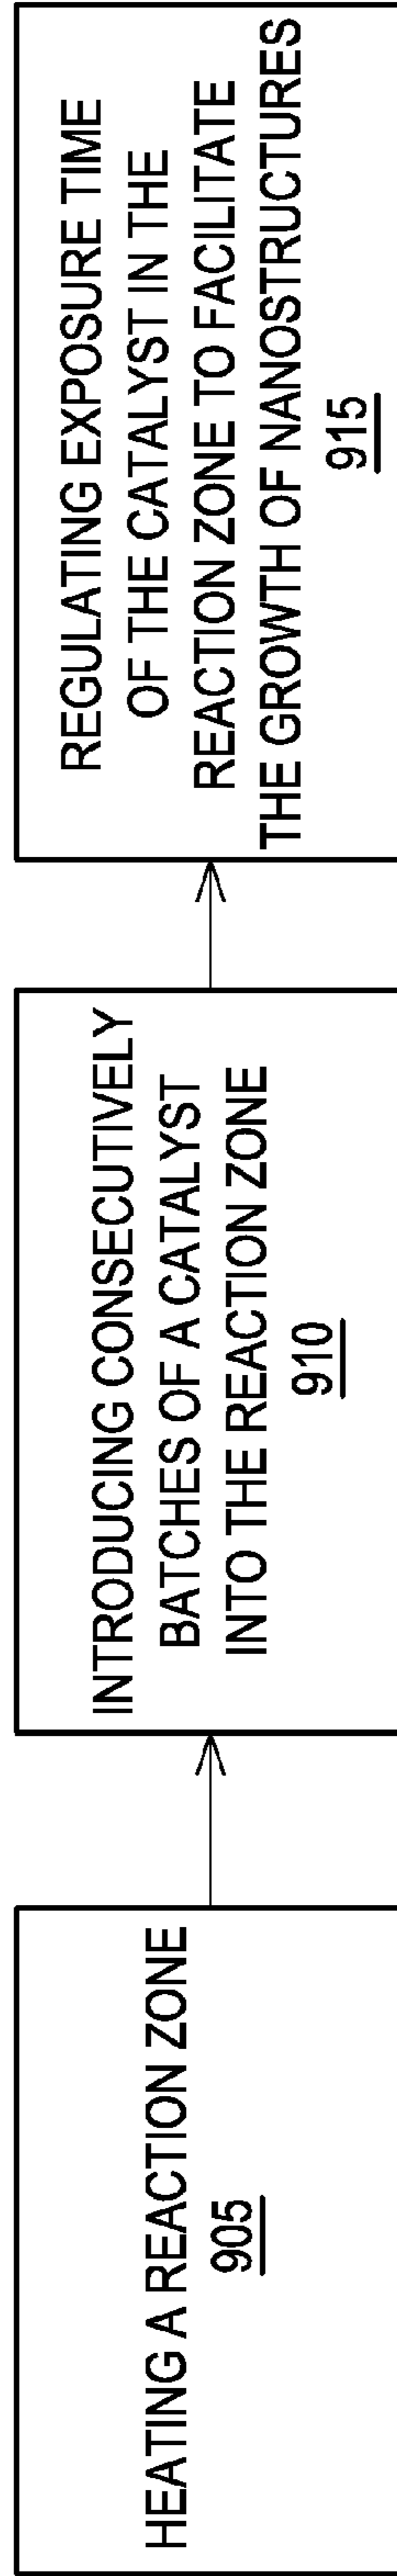 HEATING A REACTION ZONE
905
INTRODUCING CONSECUTIVELY
BATCHES OF A CATALYST
INTO THE REACTION ZONE
910
REGULATING EXPOSURE TIME
OF THE CATALYST IN THE
REACTION ZONE TO FACILITATE
THE GROWTH OF NANOSTRUCTURES
915